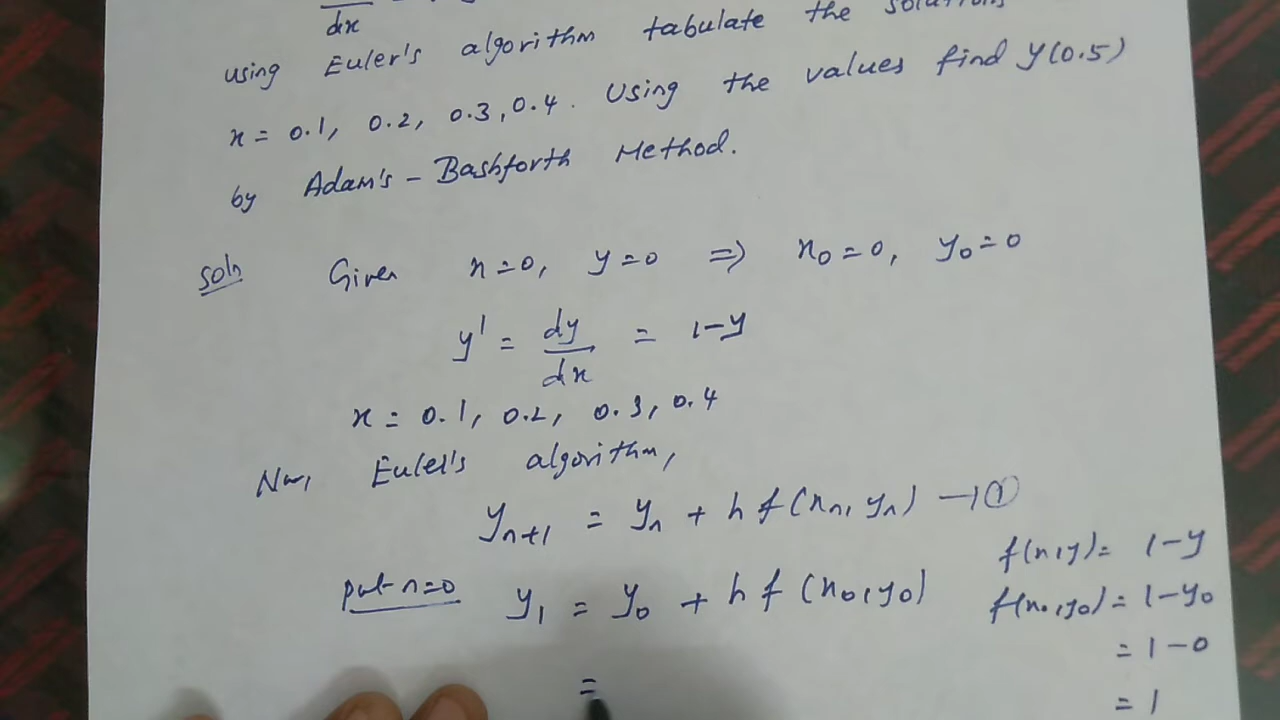 dx
using Euler's algorithm tabulate the solutions
x = 0.1, 0.2, 0.3, 0.4. Using the values find y(0.5)
by Adam's - Bashforth Method.
Soln Given x=0, y=0 => x₀=0, y₀=0
y' = dy/dx = 1-y
x = 0.1, 0.2, 0.3, 0.4
Now, Euler's algorithm,
yₙ₊₁ = yₙ + h f(xₙ, yₙ) —①
f(x,y) = 1-y
put n=0 y₁ = y₀ + h f(x₀,y₀)
f(x₀,y₀) = 1-y₀
= 1-0
=
= 1